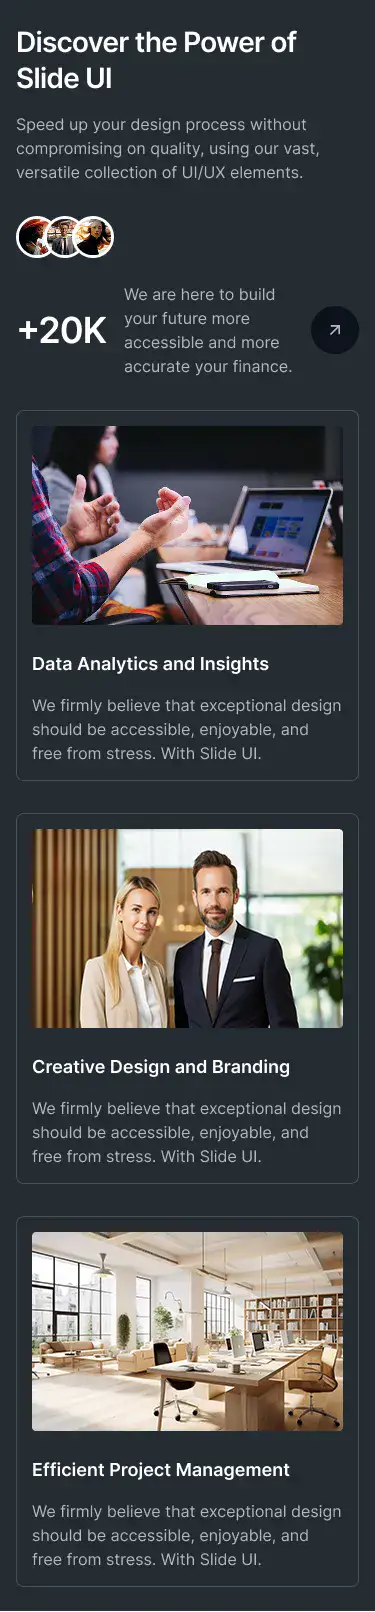 Discover the Power of
Slide UI
Speed up your design process without
compromising on quality, using our vast,
versatile collection of UI/UX elements.
+20K
We are here to build
your future more
accessible and more
accurate your finance.
Data Analytics and Insights
We firmly believe that exceptional design
should be accessible, enjoyable, and
free from stress. With Slide UI.
Creative Design and Branding
We firmly believe that exceptional design
should be accessible, enjoyable, and
free from stress. With Slide UI.
Efficient Project Management
We firmly believe that exceptional design
should be accessible, enjoyable, and
free from stress. With Slide UI.